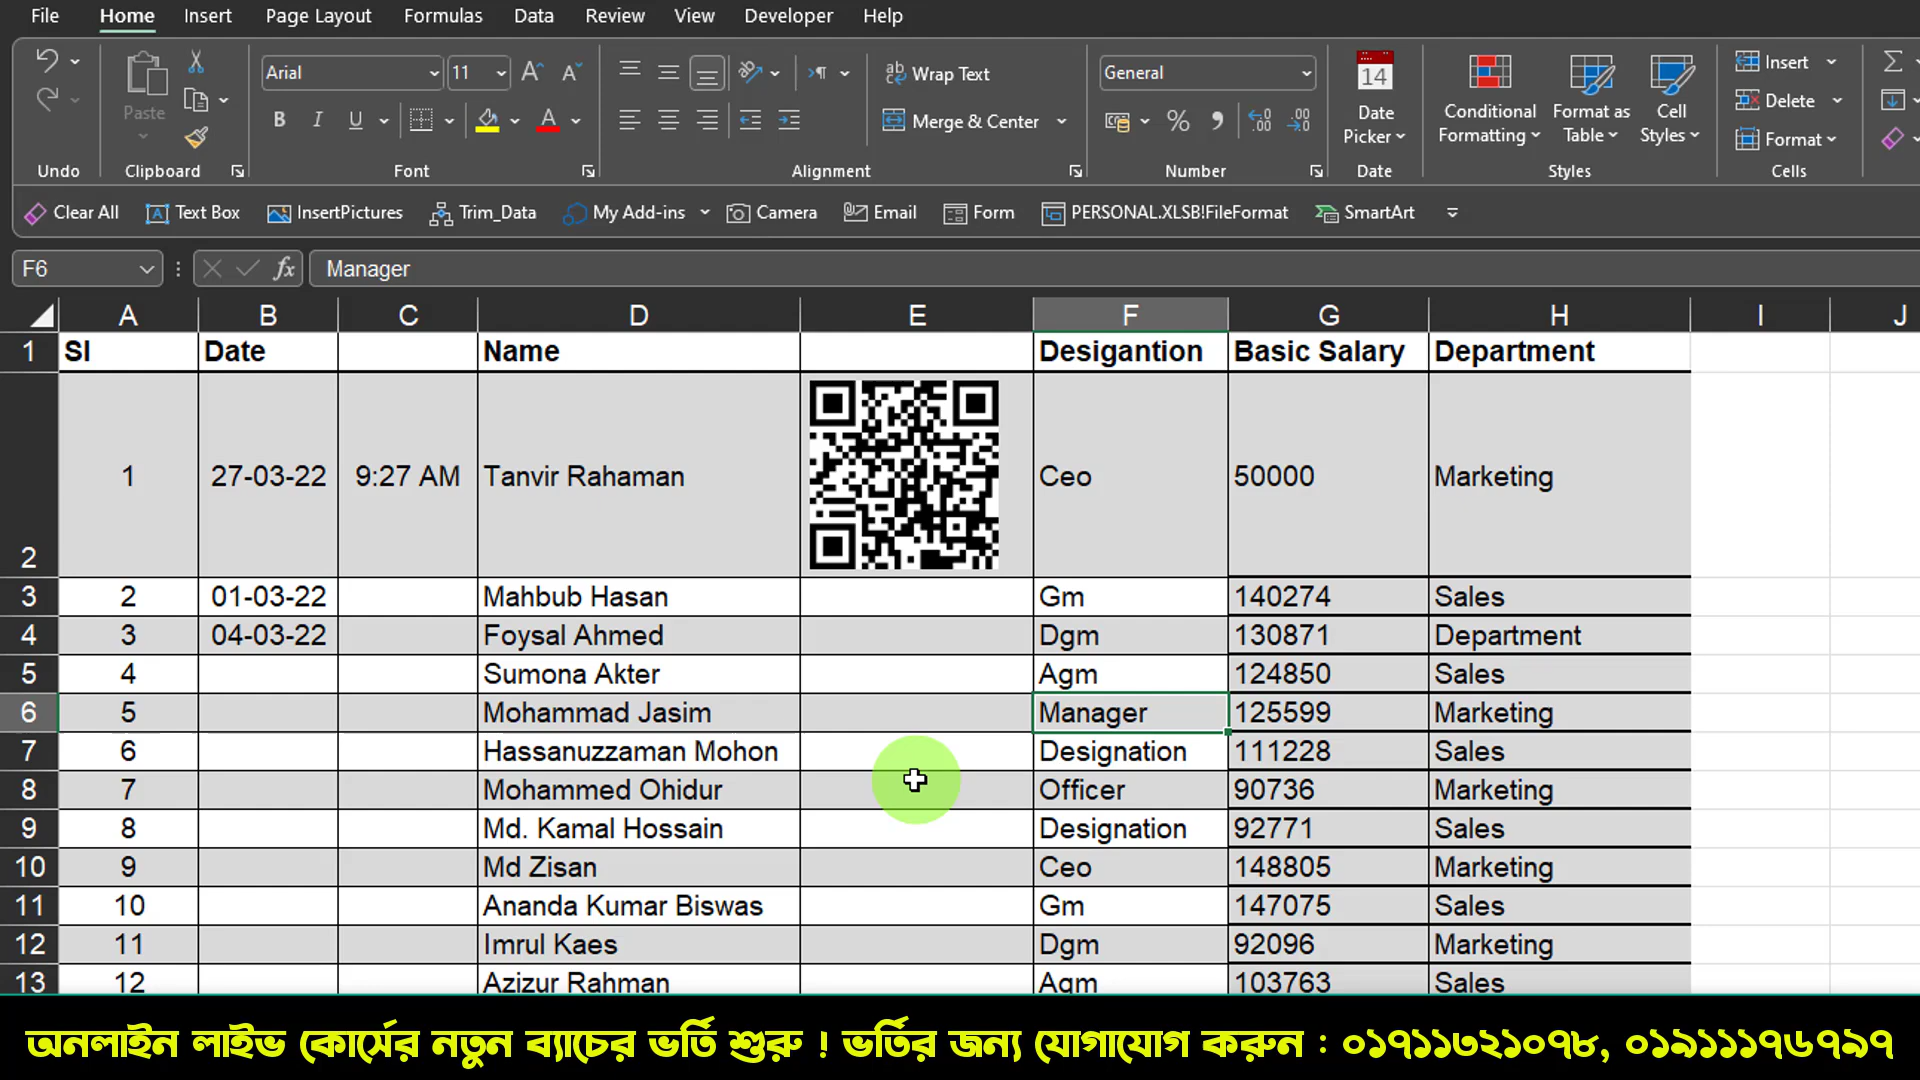 File Home Insert Page Layout Formulas Data Review View Developer Help
Arial 11 Wrap Text General 14 Insert
Paste B I U A Merge & Center % Date Picker Conditional Formatting Format as Table Cell Styles Delete
Format
Undo Clipboard Font Alignment Number Date Styles Cells
Clear All Text Box InsertPictures Trim_Data My Add-ins Camera Email Form PERSONAL.XLSB!FileFormat SmartArt
F6 fx Manager
A B C D E F G H I J
1 Sl Date Name Desigantion Basic Salary Department
2 1 27-03-22 9:27 AM Tanvir Rahaman Ceo 50000 Marketing
3 2 01-03-22 Mahbub Hasan Gm 140274 Sales
4 3 04-03-22 Foysal Ahmed Dgm 130871 Department
5 4 Sumona Akter Agm 124850 Sales
6 5 Mohammad Jasim Manager 125599 Marketing
7 6 Hassanuzzaman Mohon Designation 111228 Sales
8 7 Mohammed Ohidur Officer 90736 Marketing
9 8 Md. Kamal Hossain Designation 92771 Sales
10 9 Md Zisan Ceo 148805 Marketing
11 10 Ananda Kumar Biswas Gm 147075 Sales
12 11 Imrul Kaes Dgm 92096 Marketing
13 12 Azizur Rahman Agm 103763 Sales
অনলাইন লাইভ কোর্সের নতুন ব্যাচের ভর্তি শুরু ! ভর্তির জন্য যোগাযোগ করুন : ০১৭১১৩২১০৭৮, ০১৯১১১৭৬৭৯৭